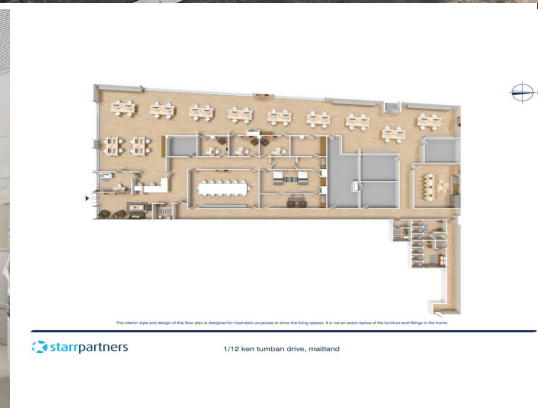 The interior style and design of this floor plan is designed for inspiration purposes to show the living spaces. It is not an exact replica of the furniture and fittings in the home.
starrpartners
1/12 ken tumban drive, maitland